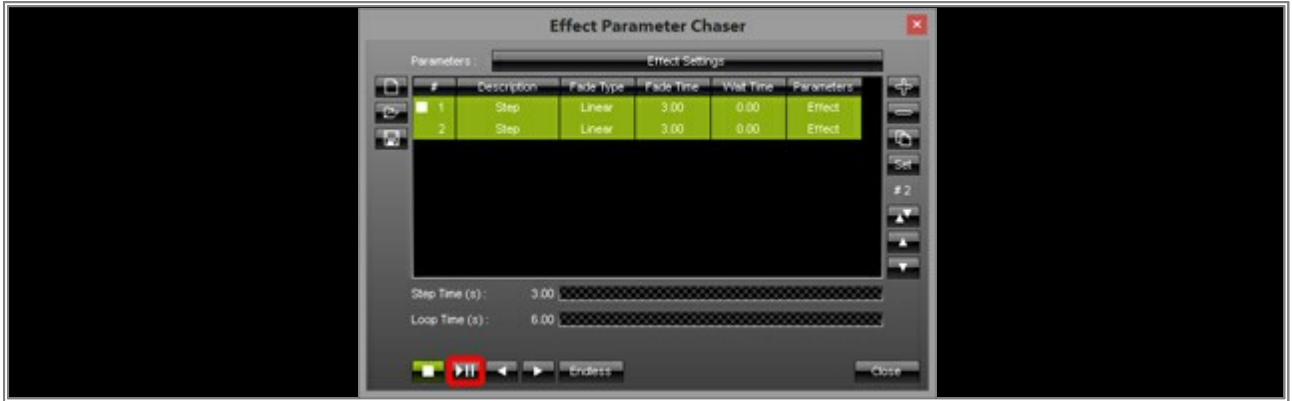 Effect Parameter Chaser
Parameters : Effect Settings
# Description Fade Type Fade Time Wait Time Parameters
1 Step Linear 3.00 0.00 Effect
2 Step Linear 3.00 0.00 Effect
Set
# 2
Step Time (s) : 3.00
Loop Time (s) : 6.00
Endless Close